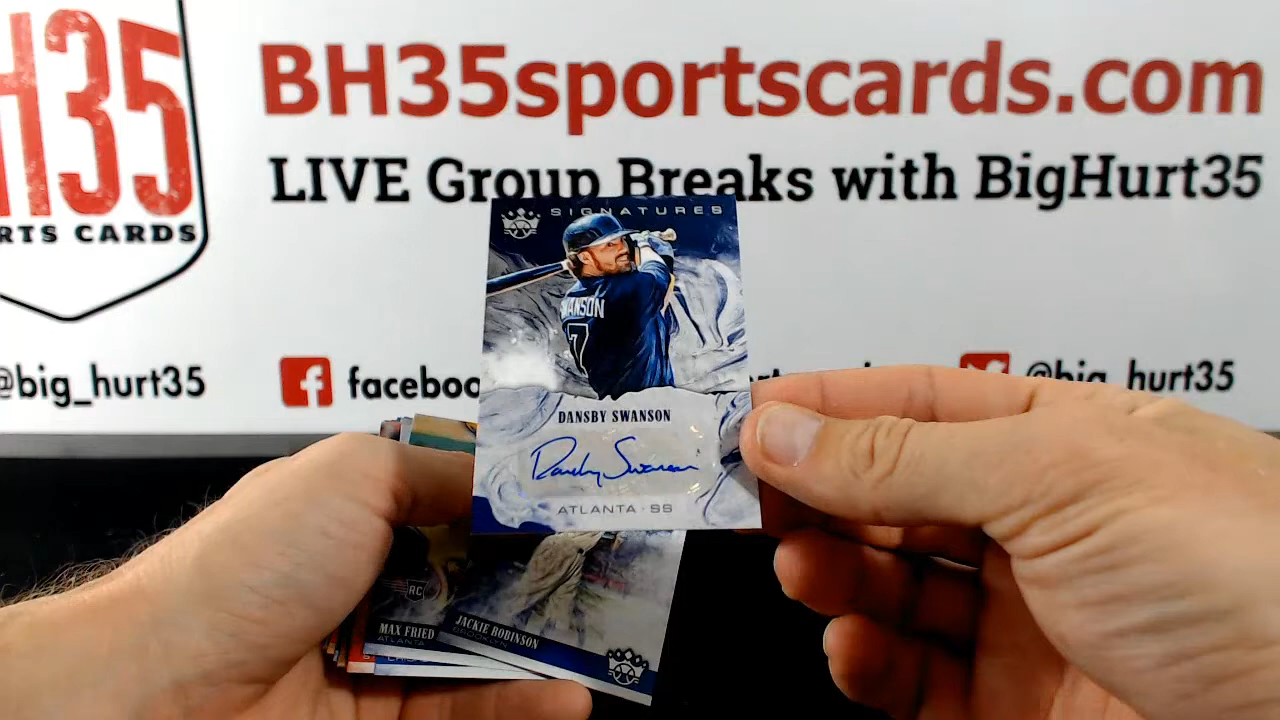 H35
RTS CARDS
BH35sportscards.com
LIVE Group Breaks with BigHurt35
@big_hurt35
f faceboo
@big_hurt35
SIGNATURES
SWANSON
7
DANSBY SWANSON
Dansby Swanson
ATLANTA · SS
RC
MAX FRIED
ATLANTA
JACKIE ROBINSON
BROOKLYN